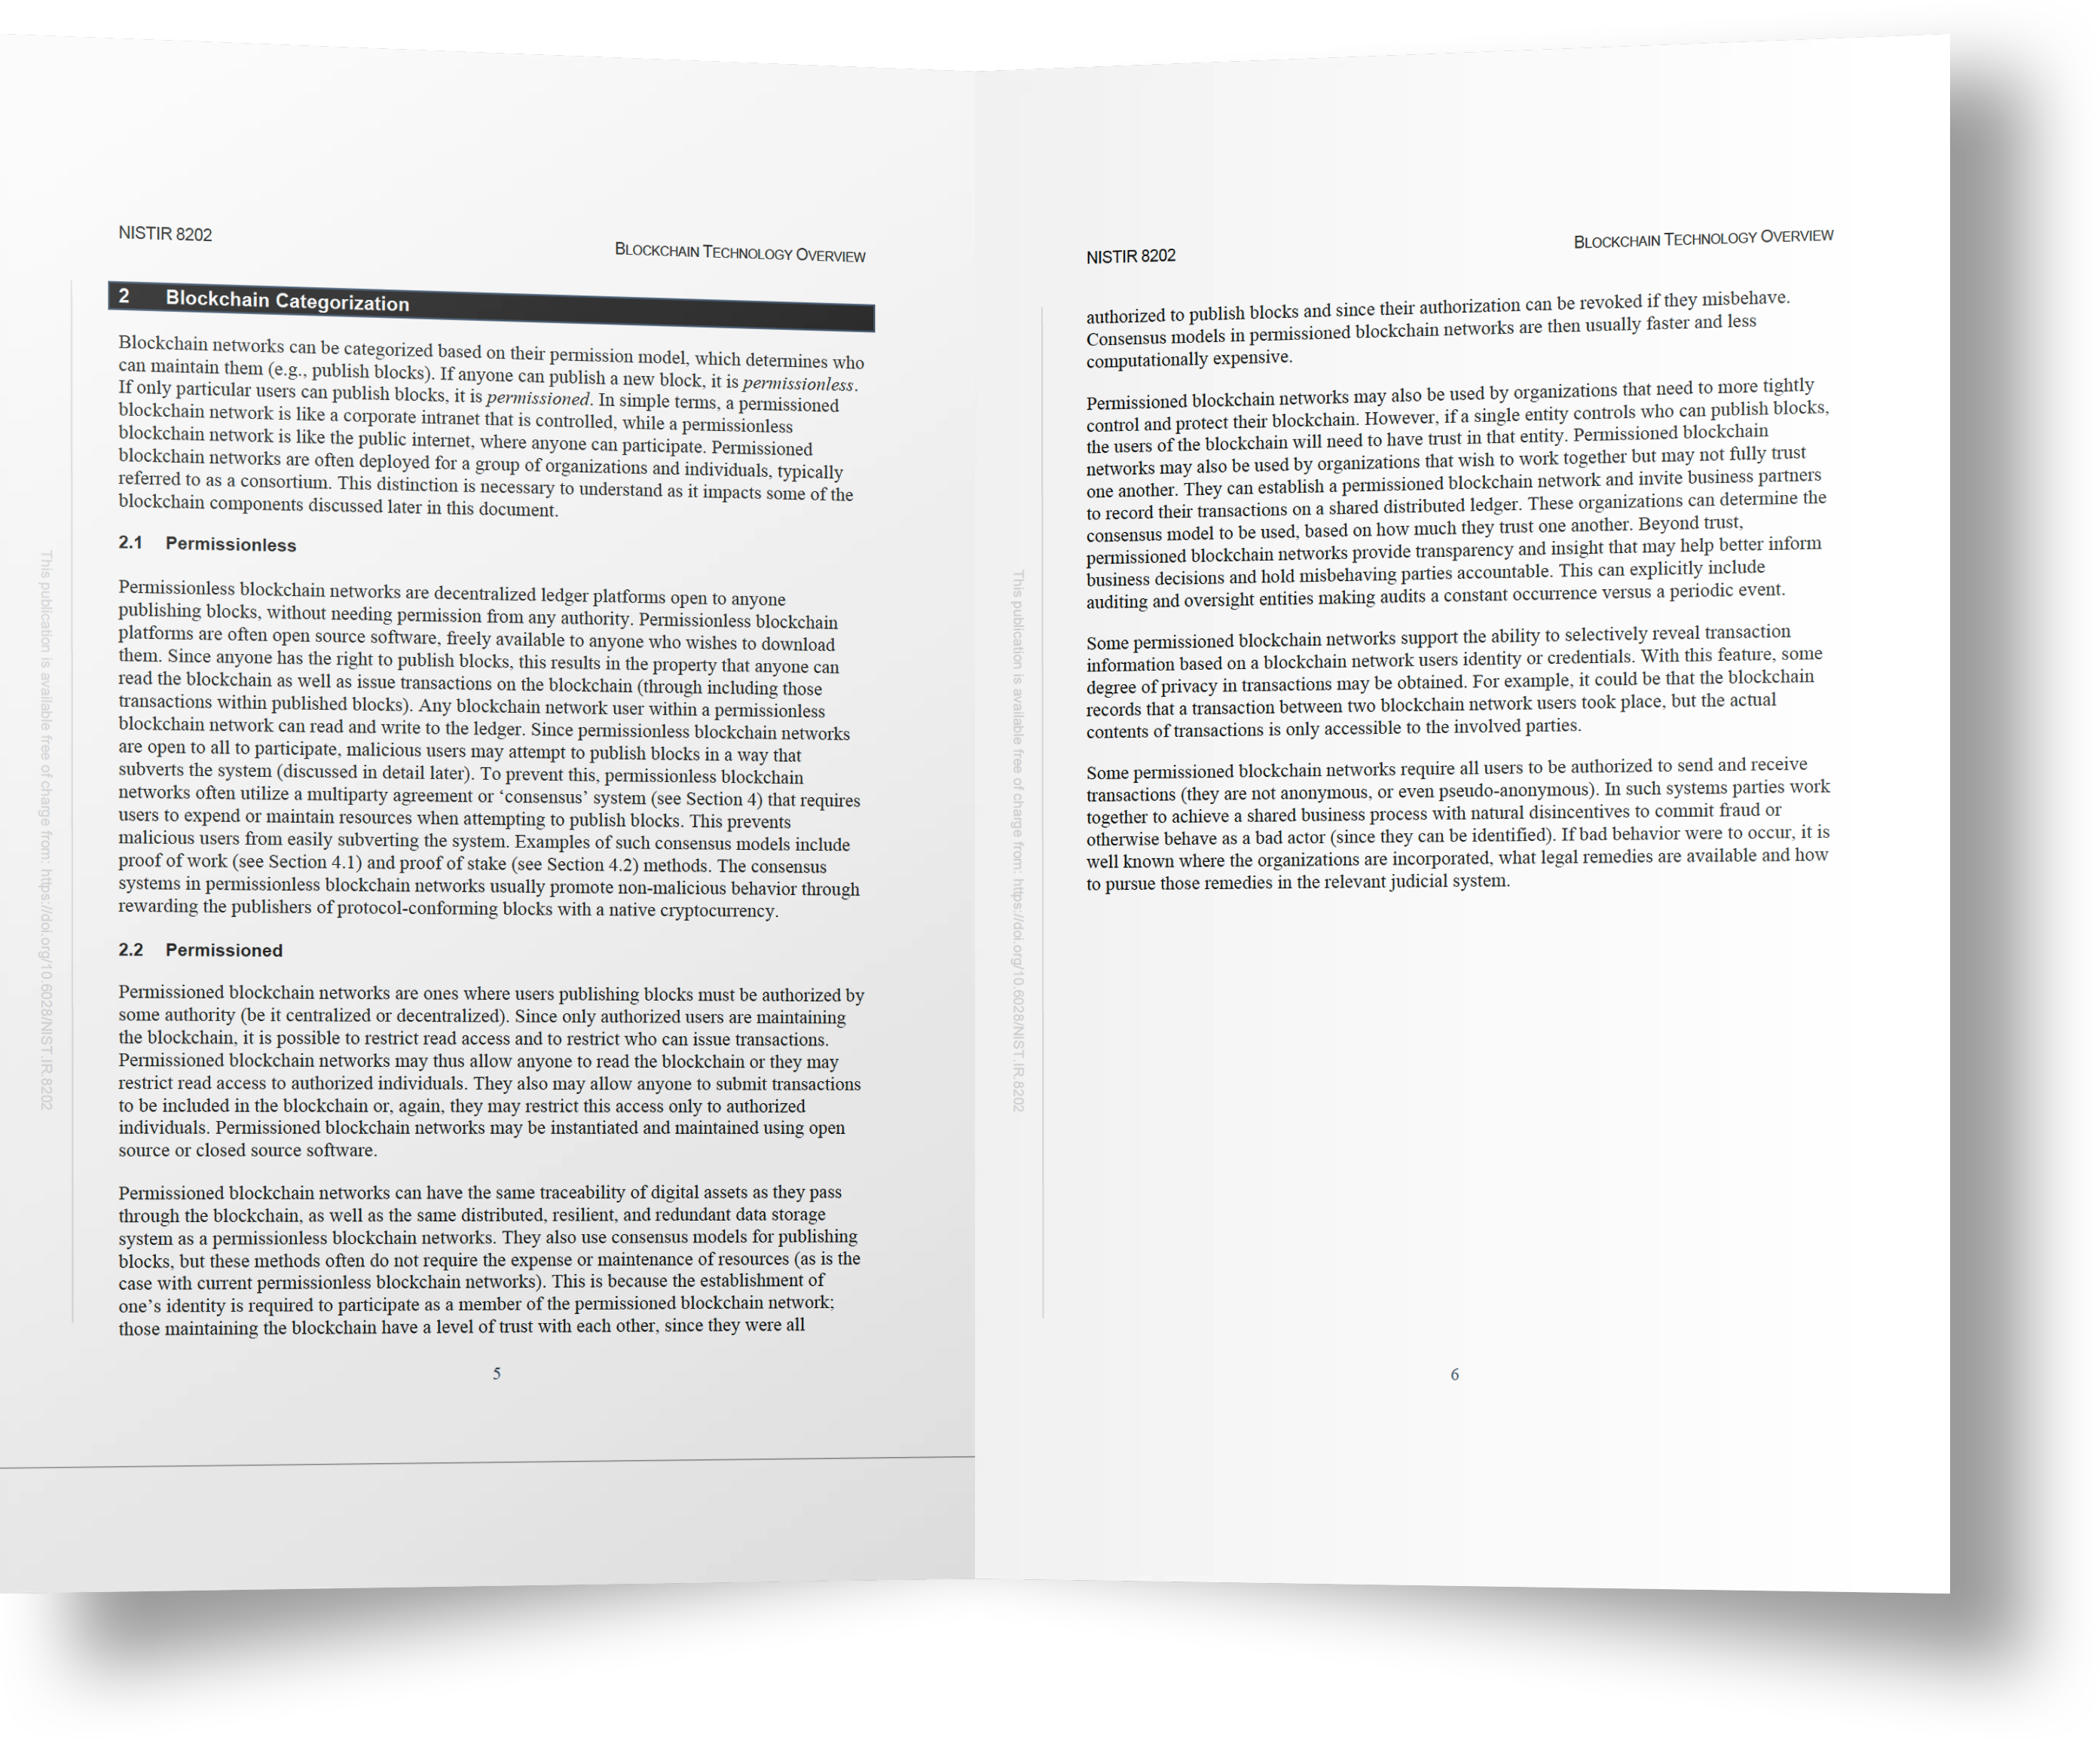 NISTIR 8202
BLOCKCHAIN TECHNOLOGY OVERVIEW
2 Blockchain Categorization
Blockchain networks can be categorized based on their permission model, which determines who
can maintain them (e.g., publish blocks). If anyone can publish a new block, it is permissionless.
If only particular users can publish blocks, it is permissioned. In simple terms, a permissioned
blockchain network is like a corporate intranet that is controlled, while a permissionless
blockchain network is like the public internet, where anyone can participate. Permissioned
blockchain networks are often deployed for a group of organizations and individuals, typically
referred to as a consortium. This distinction is necessary to understand as it impacts some of the
blockchain components discussed later in this document.
2.1 Permissionless
Permissionless blockchain networks are decentralized ledger platforms open to anyone
publishing blocks, without needing permission from any authority. Permissionless blockchain
platforms are often open source software, freely available to anyone who wishes to download
them. Since anyone has the right to publish blocks, this results in the property that anyone can
read the blockchain as well as issue transactions on the blockchain (through including those
transactions within published blocks). Any blockchain network user within a permissionless
blockchain network can read and write to the ledger. Since permissionless blockchain networks
are open to all to participate, malicious users may attempt to publish blocks in a way that
subverts the system (discussed in detail later). To prevent this, permissionless blockchain
networks often utilize a multiparty agreement or ‘consensus’ system (see Section 4) that requires
users to expend or maintain resources when attempting to publish blocks. This prevents
malicious users from easily subverting the system. Examples of such consensus models include
proof of work (see Section 4.1) and proof of stake (see Section 4.2) methods. The consensus
systems in permissionless blockchain networks usually promote non-malicious behavior through
rewarding the publishers of protocol-conforming blocks with a native cryptocurrency.
2.2 Permissioned
Permissioned blockchain networks are ones where users publishing blocks must be authorized by
some authority (be it centralized or decentralized). Since only authorized users are maintaining
the blockchain, it is possible to restrict read access and to restrict who can issue transactions.
Permissioned blockchain networks may thus allow anyone to read the blockchain or they may
restrict read access to authorized individuals. They also may allow anyone to submit transactions
to be included in the blockchain or, again, they may restrict this access only to authorized
individuals. Permissioned blockchain networks may be instantiated and maintained using open
source or closed source software.
Permissioned blockchain networks can have the same traceability of digital assets as they pass
through the blockchain, as well as the same distributed, resilient, and redundant data storage
system as a permissionless blockchain networks. They also use consensus models for publishing
blocks, but these methods often do not require the expense or maintenance of resources (as is the
case with current permissionless blockchain networks). This is because the establishment of
one’s identity is required to participate as a member of the permissioned blockchain network;
those maintaining the blockchain have a level of trust with each other, since they were all
5
This publication is available free of charge from: https://doi.org/10.6028/NIST.IR.8202
NISTIR 8202
BLOCKCHAIN TECHNOLOGY OVERVIEW
authorized to publish blocks and since their authorization can be revoked if they misbehave.
Consensus models in permissioned blockchain networks are then usually faster and less
computationally expensive.
Permissioned blockchain networks may also be used by organizations that need to more tightly
control and protect their blockchain. However, if a single entity controls who can publish blocks,
the users of the blockchain will need to have trust in that entity. Permissioned blockchain
networks may also be used by organizations that wish to work together but may not fully trust
one another. They can establish a permissioned blockchain network and invite business partners
to record their transactions on a shared distributed ledger. These organizations can determine the
consensus model to be used, based on how much they trust one another. Beyond trust,
permissioned blockchain networks provide transparency and insight that may help better inform
business decisions and hold misbehaving parties accountable. This can explicitly include
auditing and oversight entities making audits a constant occurrence versus a periodic event.
Some permissioned blockchain networks support the ability to selectively reveal transaction
information based on a blockchain network users identity or credentials. With this feature, some
degree of privacy in transactions may be obtained. For example, it could be that the blockchain
records that a transaction between two blockchain network users took place, but the actual
contents of transactions is only accessible to the involved parties.
Some permissioned blockchain networks require all users to be authorized to send and receive
transactions (they are not anonymous, or even pseudo-anonymous). In such systems parties work
together to achieve a shared business process with natural disincentives to commit fraud or
otherwise behave as a bad actor (since they can be identified). If bad behavior were to occur, it is
well known where the organizations are incorporated, what legal remedies are available and how
to pursue those remedies in the relevant judicial system.
6
This publication is available free of charge from: https://doi.org/10.6028/NIST.IR.8202